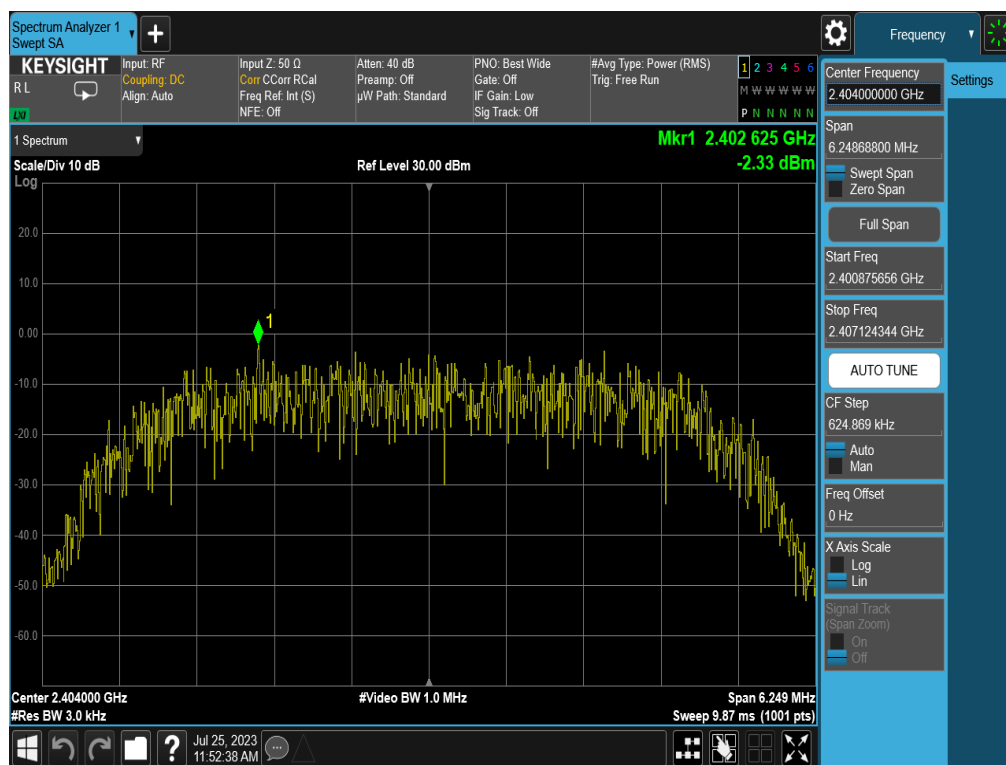 Spectrum Analyzer 1
Swept SA
Frequency
KEYSIGHT
R L
LXI
Input: RF
Coupling: DC
Align: Auto
Input Z: 50 Ω
Corr CCorr RCal
Freq Ref: Int (S)
NFE: Off
Atten: 40 dB
Preamp: Off
µW Path: Standard
PNO: Best Wide
Gate: Off
IF Gain: Low
Sig Track: Off
#Avg Type: Power (RMS)
Trig: Free Run
1 2 3 4 5 6
M W W W W W
P N N N N N
1 Spectrum
Mkr1 2.402 625 GHz
Scale/Div 10 dB
Ref Level 30.00 dBm
-2.33 dBm
Log
20.0
10.0
0.00
-10.0
-20.0
-30.0
-40.0
-50.0
-60.0
1
Center 2.404000 GHz
#Video BW 1.0 MHz
Span 6.249 MHz
#Res BW 3.0 kHz
Sweep 9.87 ms (1001 pts)
Center Frequency
2.404000000 GHz
Settings
Span
6.24868800 MHz
Swept Span
Zero Span
Full Span
Start Freq
2.400875656 GHz
Stop Freq
2.407124344 GHz
AUTO TUNE
CF Step
624.869 kHz
Auto
Man
Freq Offset
0 Hz
X Axis Scale
Log
Lin
Signal Track
(Span Zoom)
On
Off
?
Jul 25, 2023
11:52:38 AM